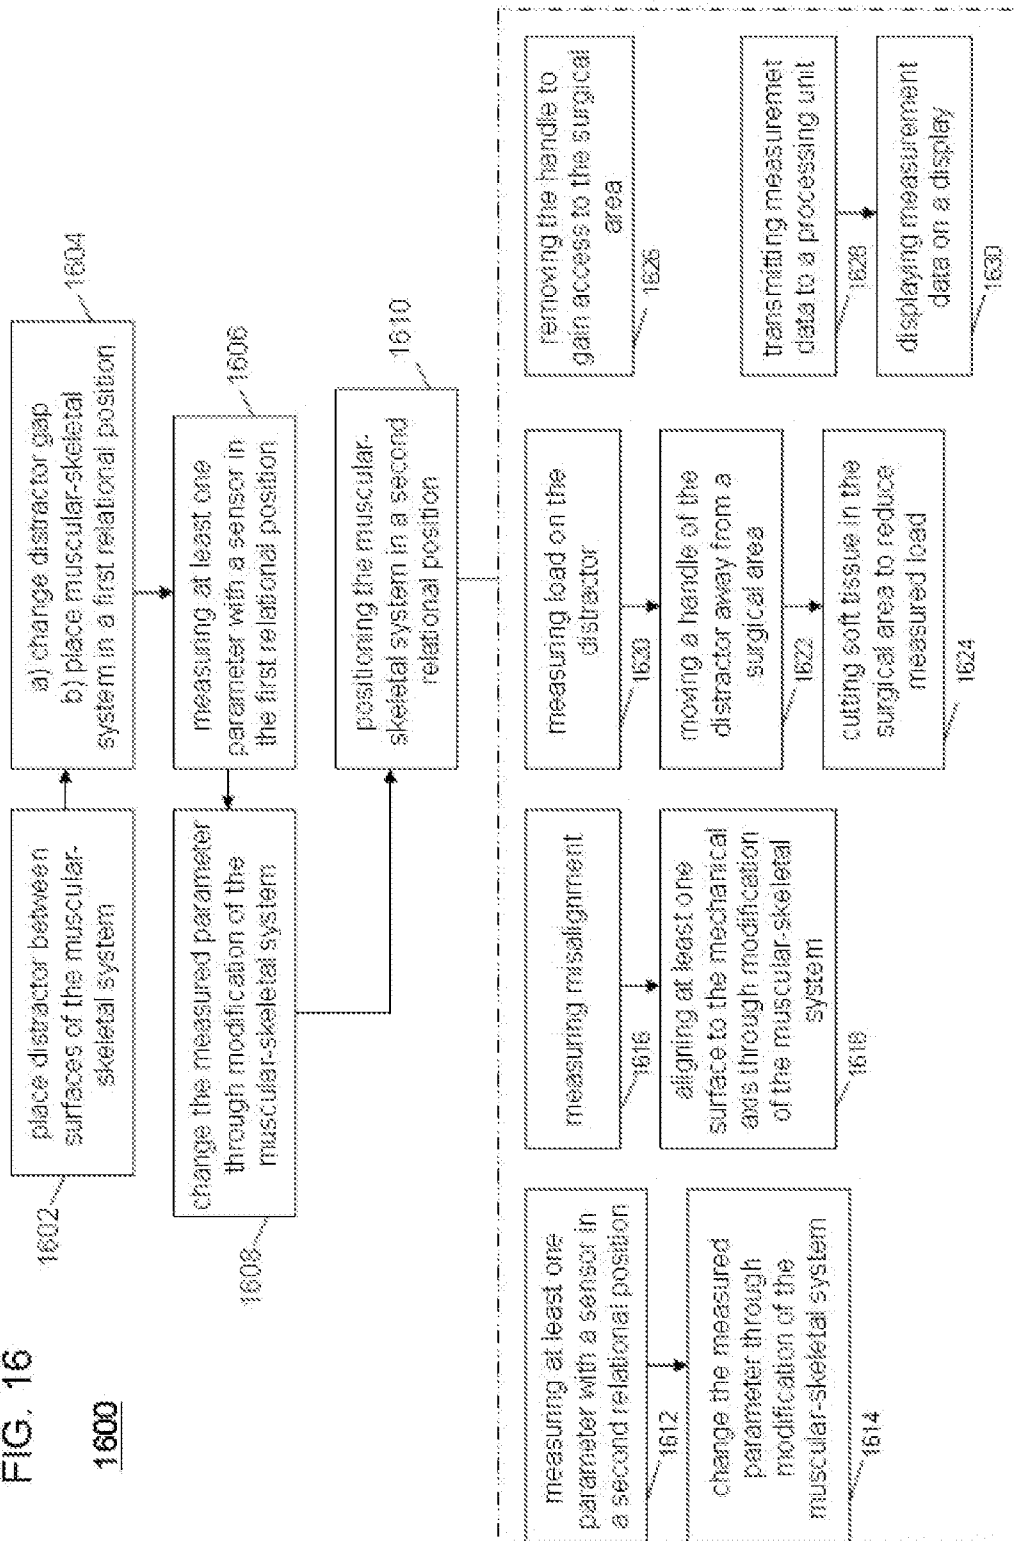 FIG. 16
1600
place distractor between
surfaces of the muscular-
skeletal system
1602
a) change distractor gap
b) place muscular-skeletal
system in a first relational position
1604
measuring at least one
parameter with a sensor in
the first relational position
1606
change the measured parameter
through modification of the
muscular-skeletal system
1608
positioning the muscular-
skeletal system in a second
relational position
1610
measuring at least one
parameter with a sensor in
a second relational position
1612
change the measured
parameter through
modification of the
muscular-skeletal system
1614
measuring misalignment
1616
aligning at least one
surface to the mechanical
axis through modification
of the muscular-skeletal
system
1618
measuring load on the
distractor
1620
moving a handle of the
distractor away from a
surgical area
1622
cutting soft tissue in the
surgical area to reduce
measured load
1624
removing the handle to
gain access to the surgical
area
1626
transmitting measuremet
data to a processing unit
1628
displaying measurement
data on a display
1630